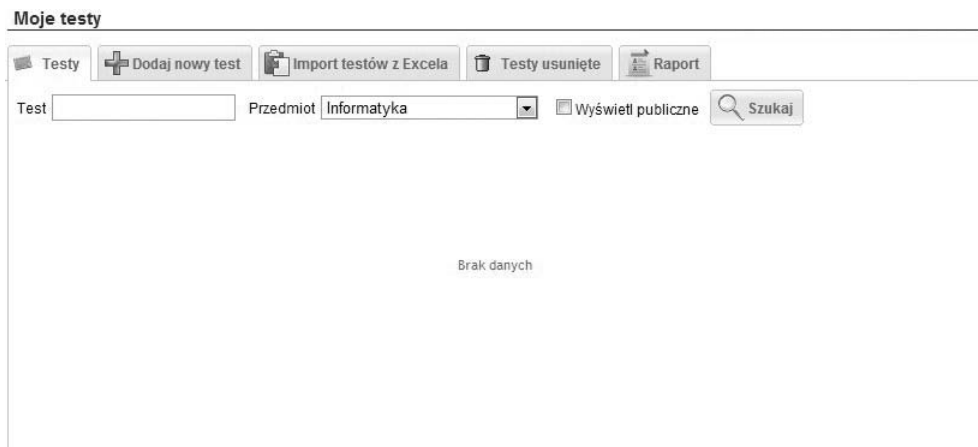 Moje testy
Testy Dodaj nowy test Import testów z Excela Testy usunięte Raport
Test Przedmiot Informatyka Wyświetl publiczne Szukaj
Brak danych